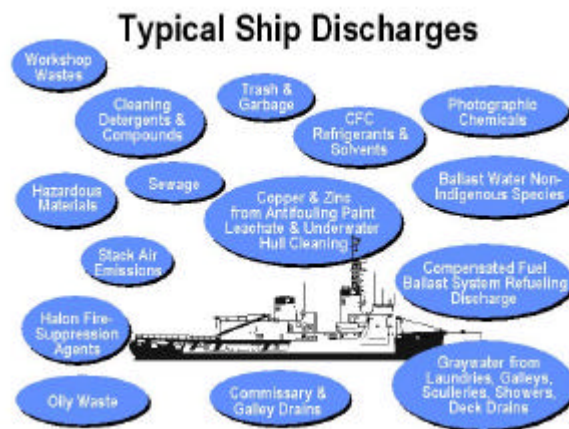 Typical Ship Discharges
Workshop
Wastes
Cleaning
Detergents &
Compounds
Trash &
Garbage
CFC
Refrigerants &
Solvents
Photographic
Chemicals
Hazardous
Materials
Sewage
Copper & Zinc
from Antifouling Paint
Leachate & Underwater
Hull Cleaning
Ballast Water Non-
Indigenous Species
Stack Air
Emissions
Compensated Fuel
Ballast System Refueling
Discharge
Halon Fire-
Suppression
Agents
Oily Waste
Commissary &
Galley Drains
Graywater from
Laundries, Galleys,
Sculleries, Showers,
Deck Drains